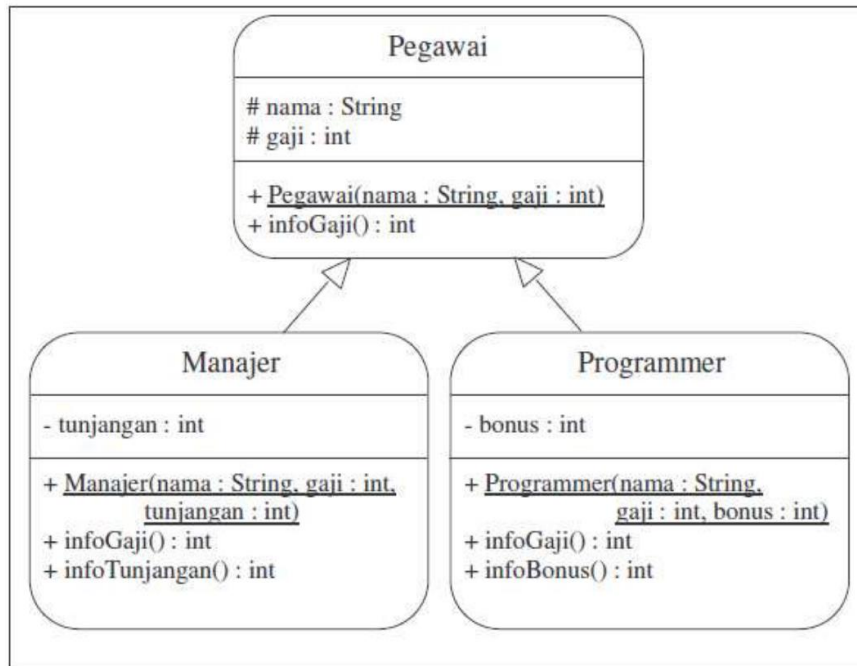 Pegawai
# nama : String
# gaji : int
+ Pegawai(nama : String, gaji : int)
+ infoGaji() : int
Manajer
- tunjangan : int
+ Manajer(nama : String, gaji : int,
tunjangan : int)
+ infoGaji() : int
+ infoTunjangan() : int
Programmer
- bonus : int
+ Programmer(nama : String,
gaji : int, bonus : int)
+ infoGaji() : int
+ infoBonus() : int